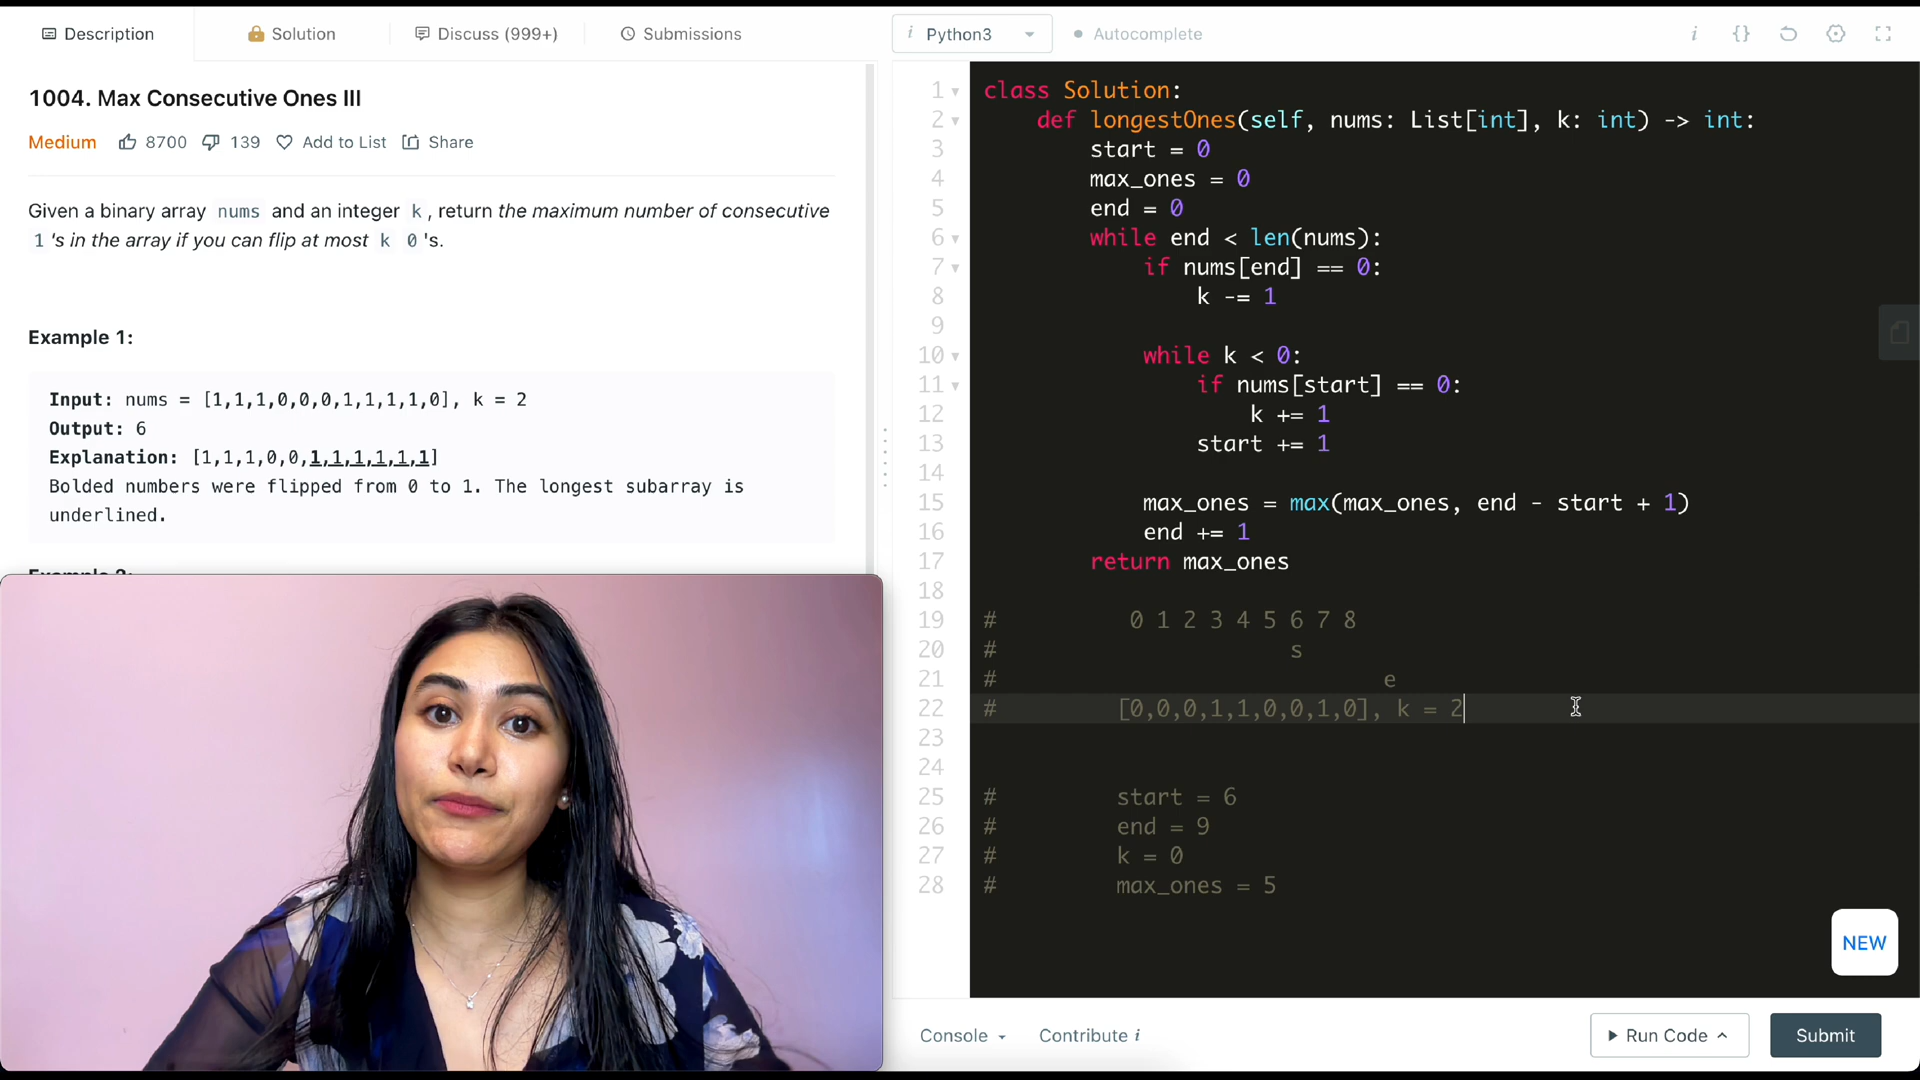 Description
Solution
Discuss (999+)
Submissions
i Python3
Autocomplete
i {}
1004. Max Consecutive Ones III
Medium 8700 139 Add to List Share
Given a binary array nums and an integer k, return the maximum number of consecutive
1's in the array if you can flip at most k 0's.
Example 1:
Input: nums = [1,1,1,0,0,0,1,1,1,1,0], k = 2
Output: 6
Explanation: [1,1,1,0,0,1,1,1,1,1,1]
Bolded numbers were flipped from 0 to 1. The longest subarray is
underlined.
Example 2:
1 class Solution:
2 def longestOnes(self, nums: List[int], k: int) -> int:
3 start = 0
4 max_ones = 0
5 end = 0
6 while end < len(nums):
7 if nums[end] == 0:
8 k -= 1
9
10 while k < 0:
11 if nums[start] == 0:
12 k += 1
13 start += 1
14
15 max_ones = max(max_ones, end - start + 1)
16 end += 1
17 return max_ones
18
19 # 0 1 2 3 4 5 6 7 8
20 # s
21 # e
22 # [0,0,0,1,1,0,0,1,0], k = 2
23
24
25 # start = 6
26 # end = 9
27 # k = 0
28 # max_ones = 5
NEW
Console
Contribute i
Run Code
Submit